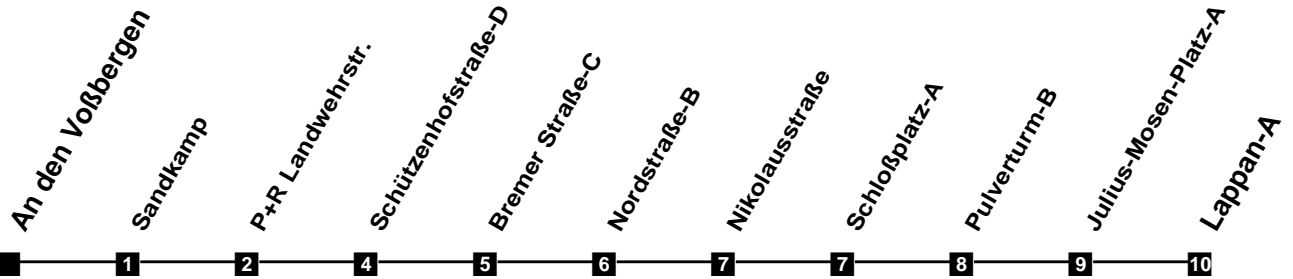 An den Voßbergen
Sandkamp
P+R Landwehrstr.
Schützenhofstraße-D
Bremer Straße-C
Nordstraße-B
Nikolausstraße
Schloßplatz-A
Pulverturm-B
Julius-Mosen-Platz-A
Lappan-A
1 2 4 5 6 7 7 8 9 10